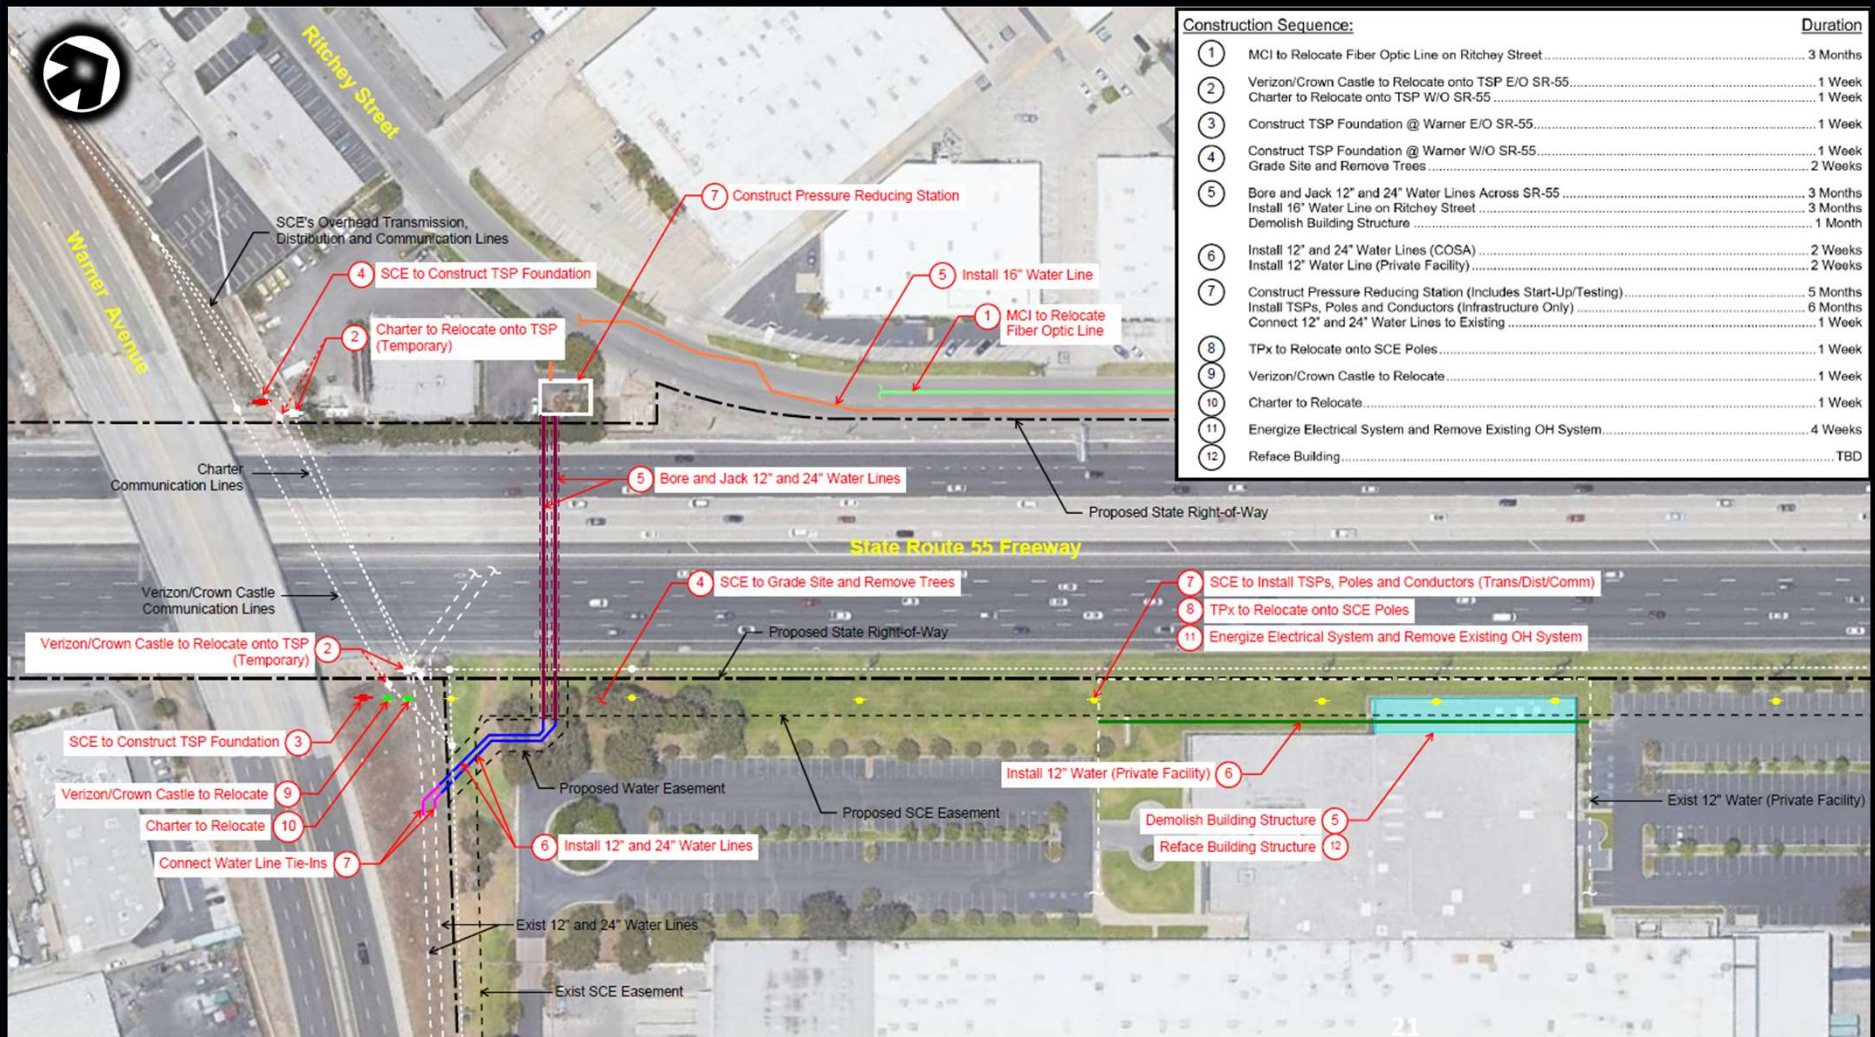 Construction Sequence: Duration
1 MCI to Relocate Fiber Optic Line on Ritchey Street 3 Months
2 Verizon/Crown Castle to Relocate onto TSP E/O SR-55 1 Week
Charter to Relocate onto TSP W/O SR-55 1 Week
3 Construct TSP Foundation @ Warner E/O SR-55 1 Week
4 Construct TSP Foundation @ Warner W/O SR-55 1 Week
Grade Site and Remove Trees 2 Weeks
5 Bore and Jack 12" and 24" Water Lines Across SR-55 3 Months
Install 16" Water Line on Ritchey Street 3 Months
Demolish Building Structure 1 Month
6 Install 12" and 24" Water Lines (COSA) 2 Weeks
Install 12" Water Line (Private Facility) 2 Weeks
7 Construct Pressure Reducing Station (Includes Start-Up/Testing) 5 Months
Install TSPs, Poles and Conductors (Infrastructure Only) 6 Months
Connect 12" and 24" Water Lines to Existing 1 Week
8 TPx to Relocate onto SCE Poles 1 Week
9 Verizon/Crown Castle to Relocate 1 Week
10 Charter to Relocate 1 Week
11 Energize Electrical System and Remove Existing OH System 4 Weeks
12 Reface Building TBD
Ritchey Street
Warner Avenue
7 Construct Pressure Reducing Station
SCE's Overhead Transmission,
Distribution and Communication Lines
4 SCE to Construct TSP Foundation
5 Install 16" Water Line
1 MCI to Relocate
Fiber Optic Line
2 Charter to Relocate onto TSP
(Temporary)
Charter
Communication Lines
5 Bore and Jack 12" and 24" Water Lines
Proposed State Right-of-Way
State Route 55 Freeway
Verizon/Crown Castle
Communication Lines
4 SCE to Grade Site and Remove Trees
7 SCE to Install TSPs, Poles and Conductors (Trans/Dist/Comm)
8 TPx to Relocate onto SCE Poles
11 Energize Electrical System and Remove Existing OH System
Proposed State Right-of-Way
Verizon/Crown Castle to Relocate onto TSP
(Temporary) 2
SCE to Construct TSP Foundation 3
Verizon/Crown Castle to Relocate 9
Charter to Relocate 10
Connect Water Line Tie-Ins 7
Proposed Water Easement
Proposed SCE Easement
6 Install 12" and 24" Water Lines
Install 12" Water (Private Facility) 6
Exist 12" Water (Private Facility)
Demolish Building Structure 5
Reface Building Structure 12
Exist 12" and 24" Water Lines
Exist SCE Easement
21